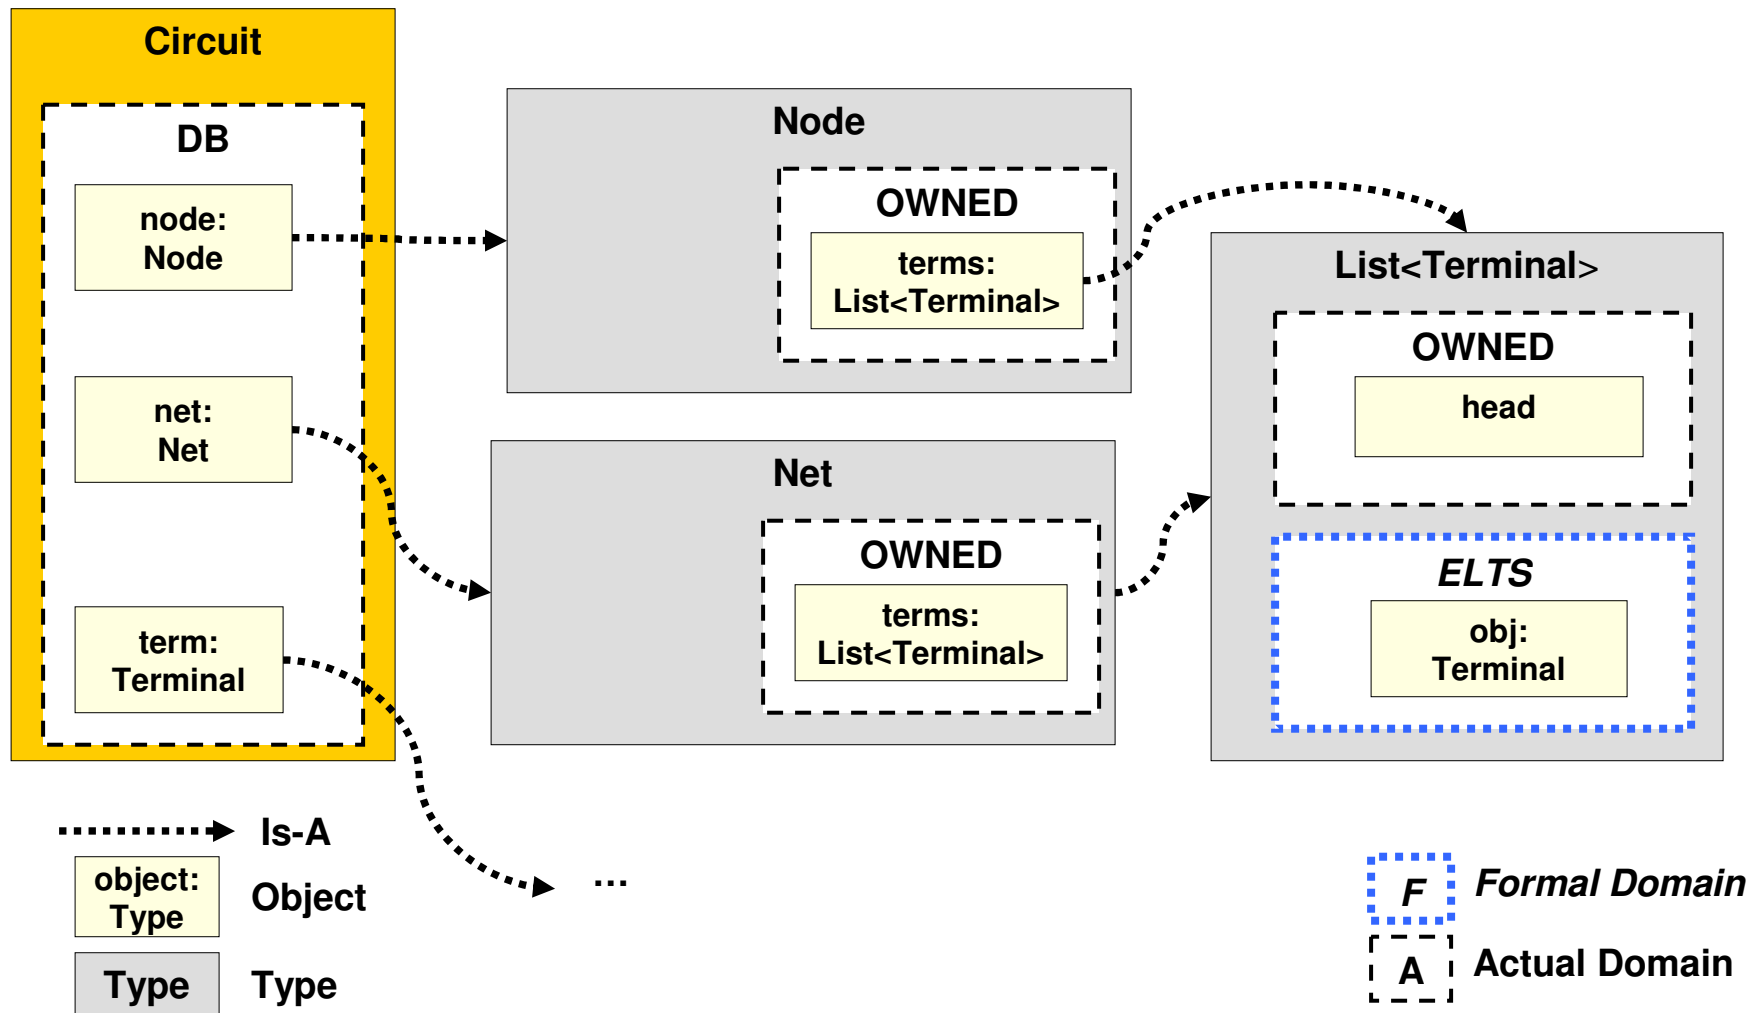 Circuit
DB
node:
Node
net:
Net
term:
Terminal
Node
OWNED
terms:
List<Terminal>
Net
OWNED
terms:
List<Terminal>
List<Terminal>
OWNED
head
ELTS
obj:
Terminal
Is-A
object:
Type
Object
Type
Type
...
F
Formal Domain
A
Actual Domain